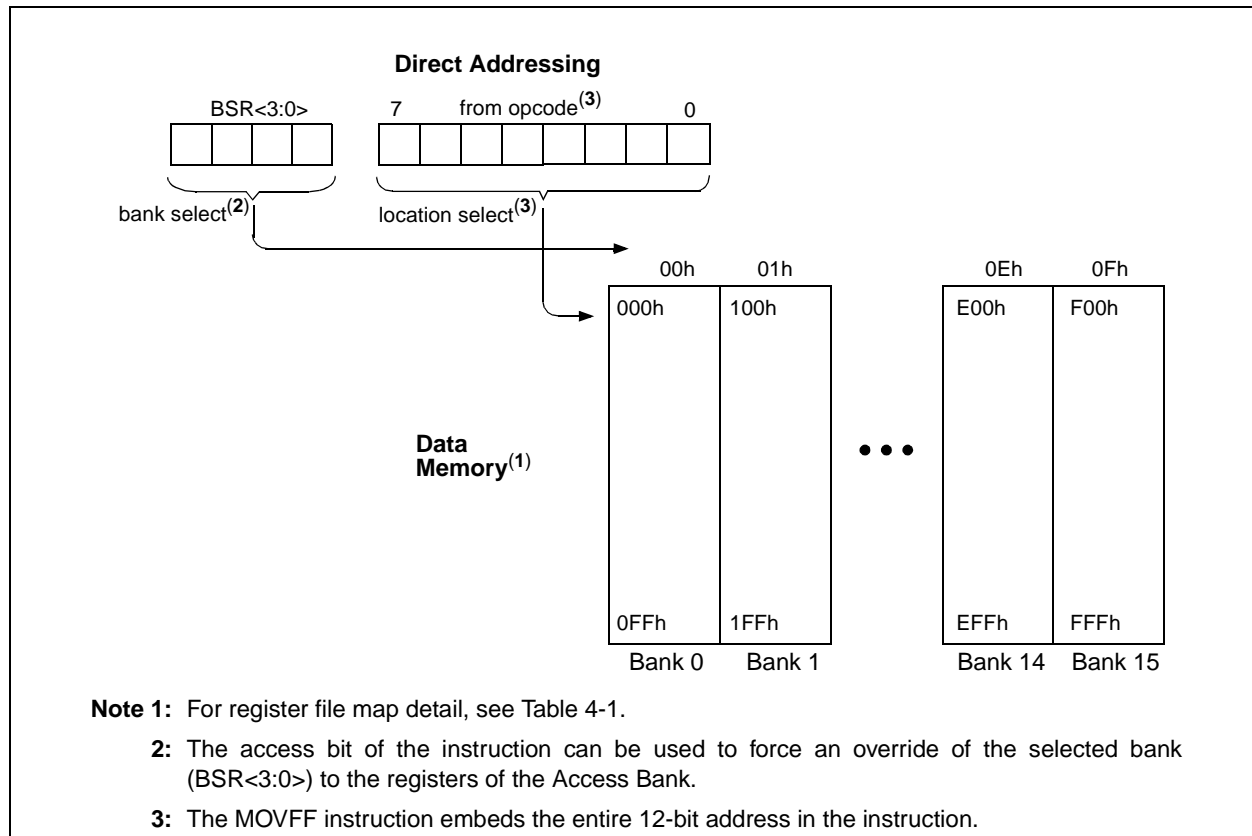 Direct Addressing
BSR<3:0> 7 from opcode(3) 0
bank select(2) location select(3)
00h 01h 0Eh 0Fh
000h 100h E00h F00h
Data
Memory(1)
0FFh 1FFh EFFh FFFh
Bank 0 Bank 1 Bank 14 Bank 15
Note 1: For register file map detail, see Table 4-1.
2: The access bit of the instruction can be used to force an override of the selected bank
(BSR<3:0>) to the registers of the Access Bank.
3: The MOVFF instruction embeds the entire 12-bit address in the instruction.